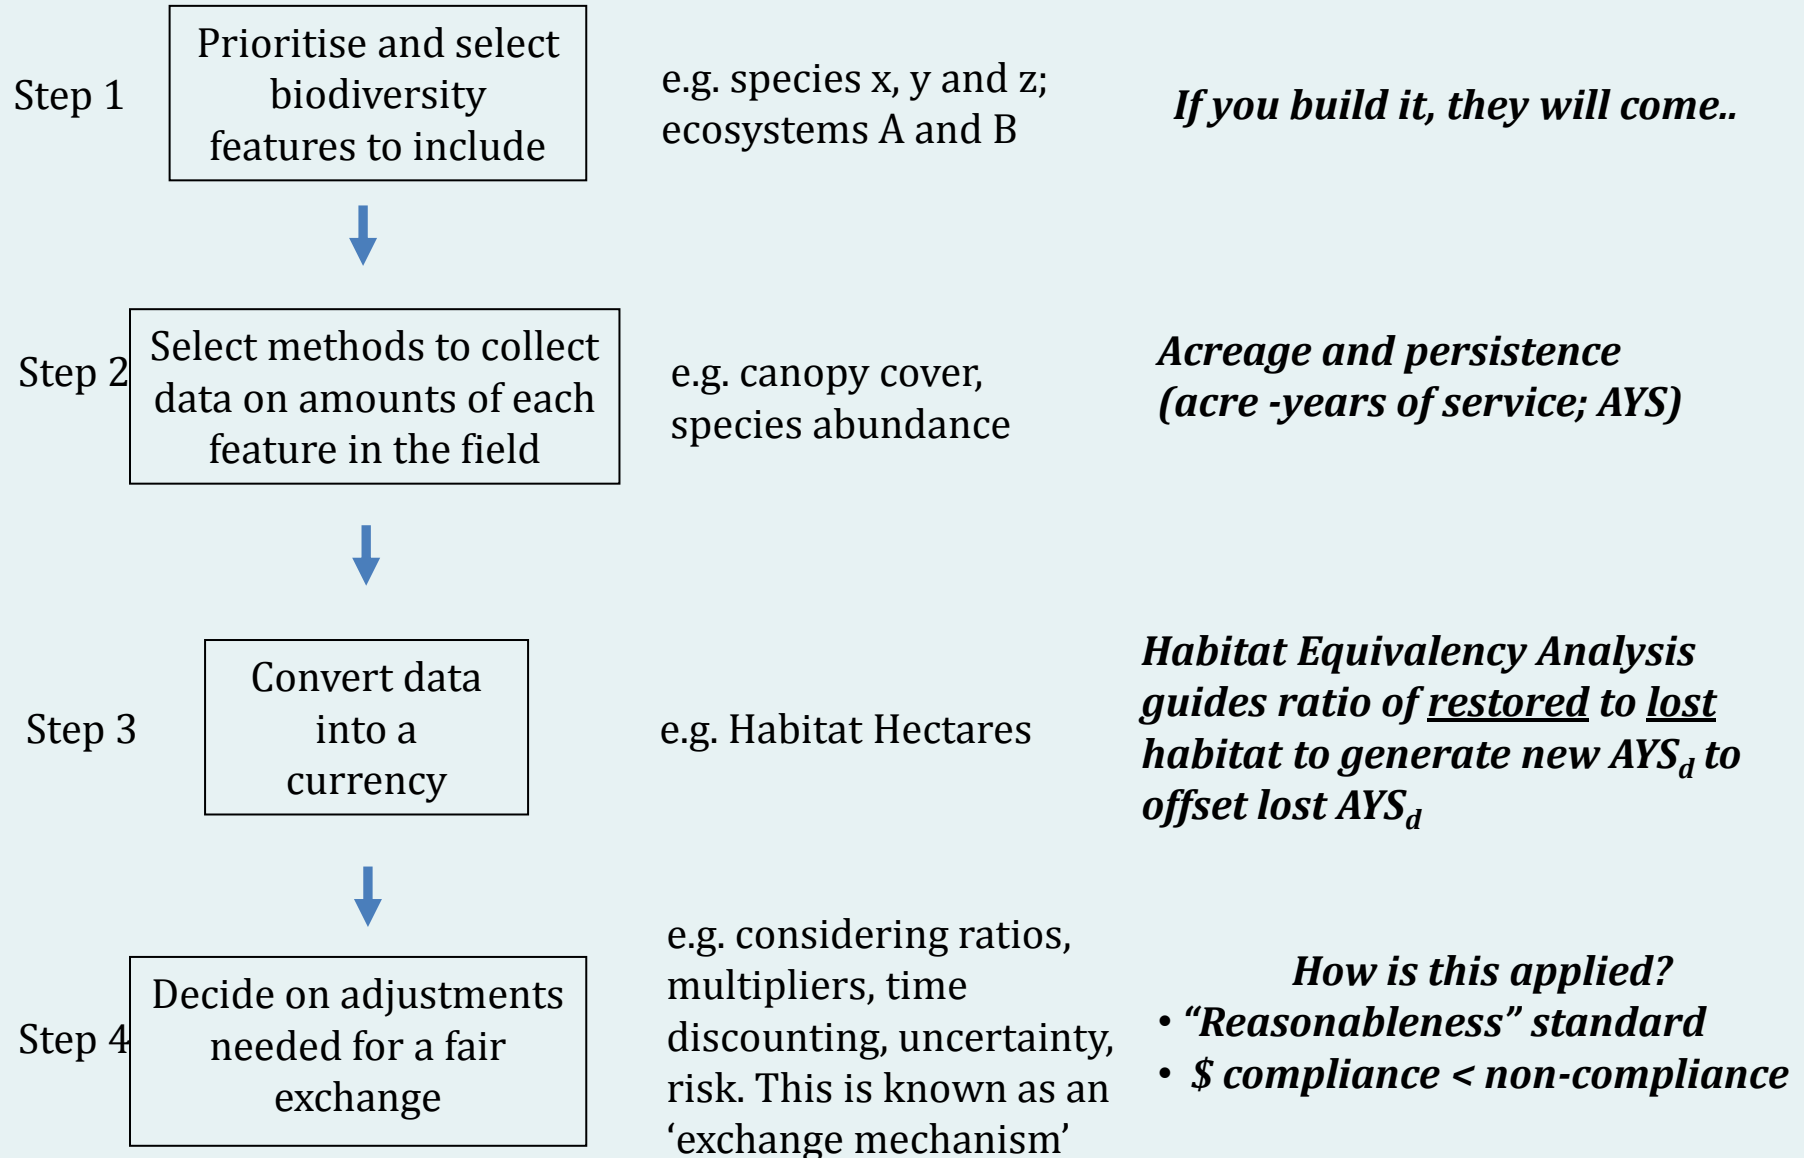 Step 1
Prioritise and select
biodiversity
features to include
e.g. species x, y and z;
ecosystems A and B
If you build it, they will come..
Step 2
Select methods to collect
data on amounts of each
feature in the field
e.g. canopy cover,
species abundance
Acreage and persistence
(acre -years of service; AYS)
Step 3
Convert data
into a
currency
e.g. Habitat Hectares
Habitat Equivalency Analysis
guides ratio of restored to lost
habitat to generate new AYSd to
offset lost AYSd
Step 4
Decide on adjustments
needed for a fair
exchange
e.g. considering ratios,
multipliers, time
discounting, uncertainty,
risk. This is known as an
‘exchange mechanism’
How is this applied?
• “Reasonableness” standard
• $ compliance < non-compliance